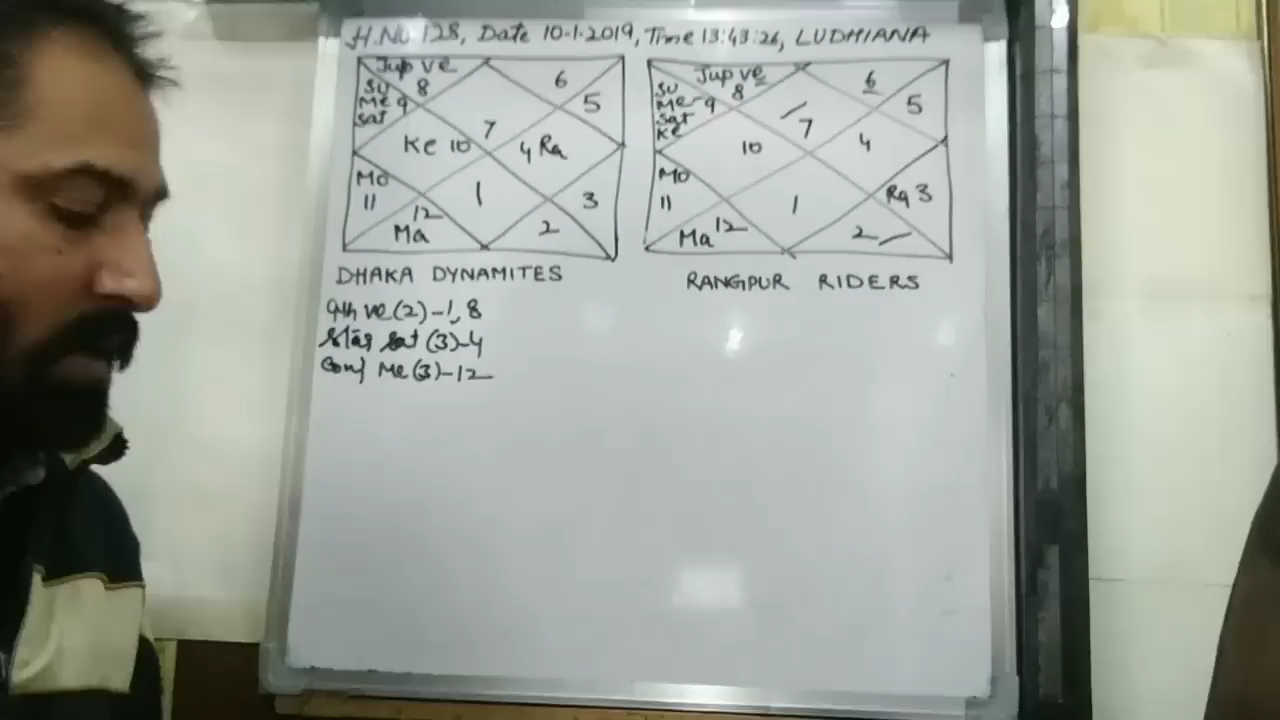 H.No. 128, Date 10-1-2019, Time 13:43:26, LUDHIANA
Jup ve
8
Su
Me 9
Sat
6
5
7
Ke 10
4 Ra
Mo
11
12
Ma
1
2
3
DHAKA DYNAMITES
Jup ve
8
Su
Me 9
Sat
Ke
6
5
7
10
4
Mo
11
Ma 12
1
2
Ra 3
RANGPUR RIDERS
9th ve (2) - 1, 8
Star Sat (3) - 4
Conj Me (3) - 12